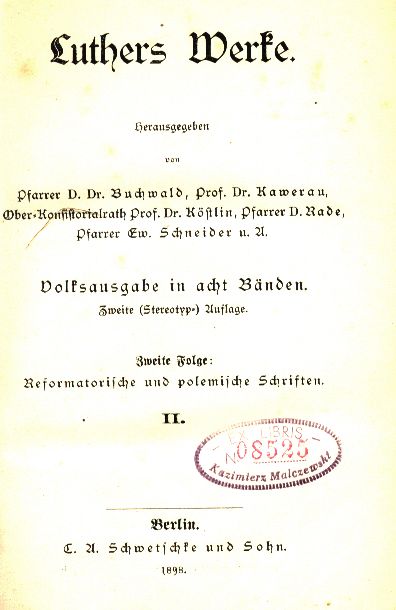 Luthers Werke.
Herausgegeben
von
Pfarrer D. Dr. Buchwald, Prof. Dr. Kawerau,
Ober-Konsistorialrath Prof. Dr. Köstlin, Pfarrer D. Rade,
Pfarrer Ew. Schneider u. A.
Volksausgabe in acht Bänden.
Zweite (Stereotyp-) Auflage.
Zweite Folge:
Reformatorische und polemische Schriften.
II.
EX LIBRIS
No 08525
Kazimierz Malczewski
Berlin.
C. A. Schwetschke und Sohn.
1898.